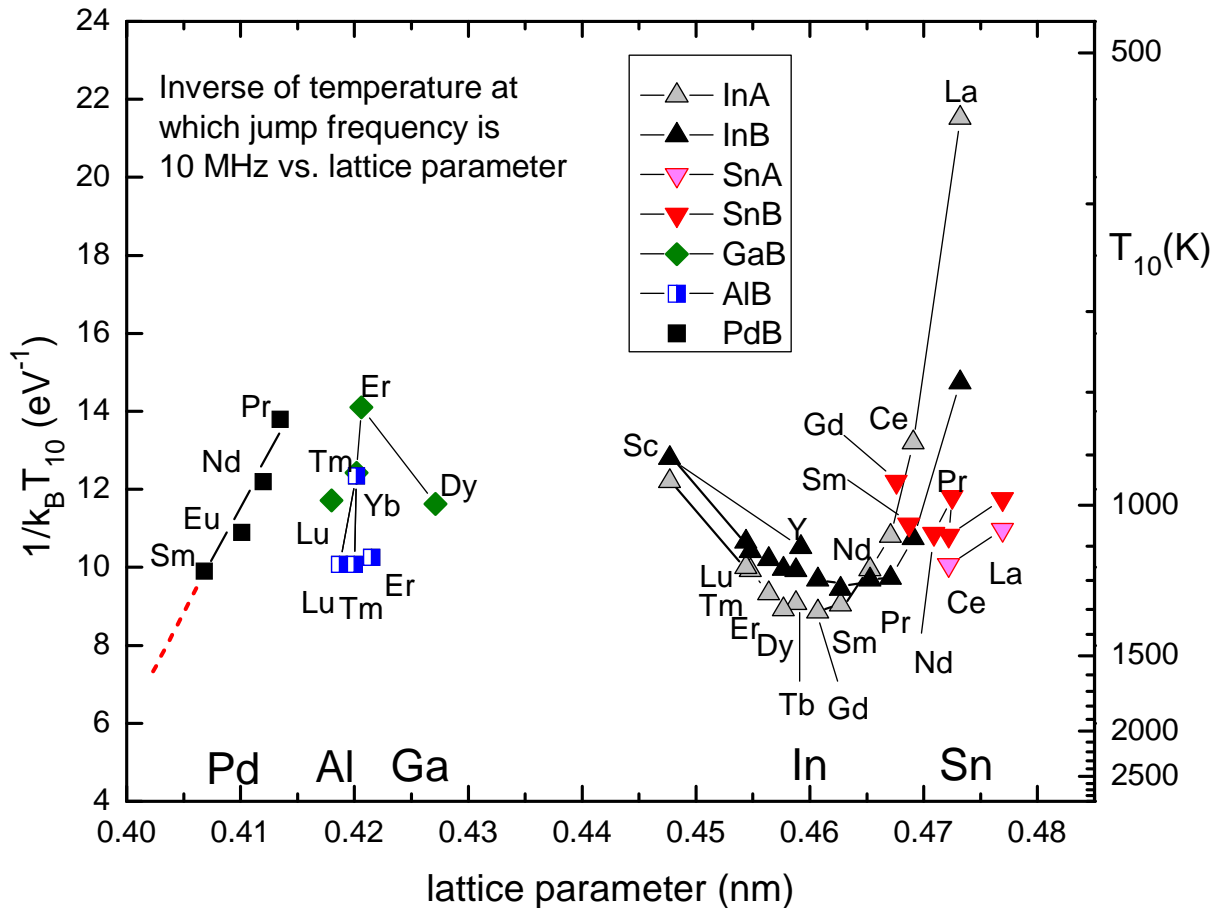 24
22
20
18
16
14
12
10
8
6
4
1/k_BT_10 (eV^-1)
Inverse of temperature at
which jump frequency is
10 MHz vs. lattice parameter
InA
InB
SnA
SnB
GaB
AlB
PdB
500
1000
1500
2000
2500
T_10(K)
La
Er
Pr
Ce
Gd
Sc
Nd
Tm
Sm
Pr
Dy
Yb
Eu
Y
Nd
Lu
Sm
Lu
La
Tm
Er
Ce
Lu
Tm
Er
Dy
Sm
Pr
Nd
Tb
Gd
Pd
Al
Ga
In
Sn
0.40
0.41
0.42
0.43
0.44
0.45
0.46
0.47
0.48
lattice parameter (nm)